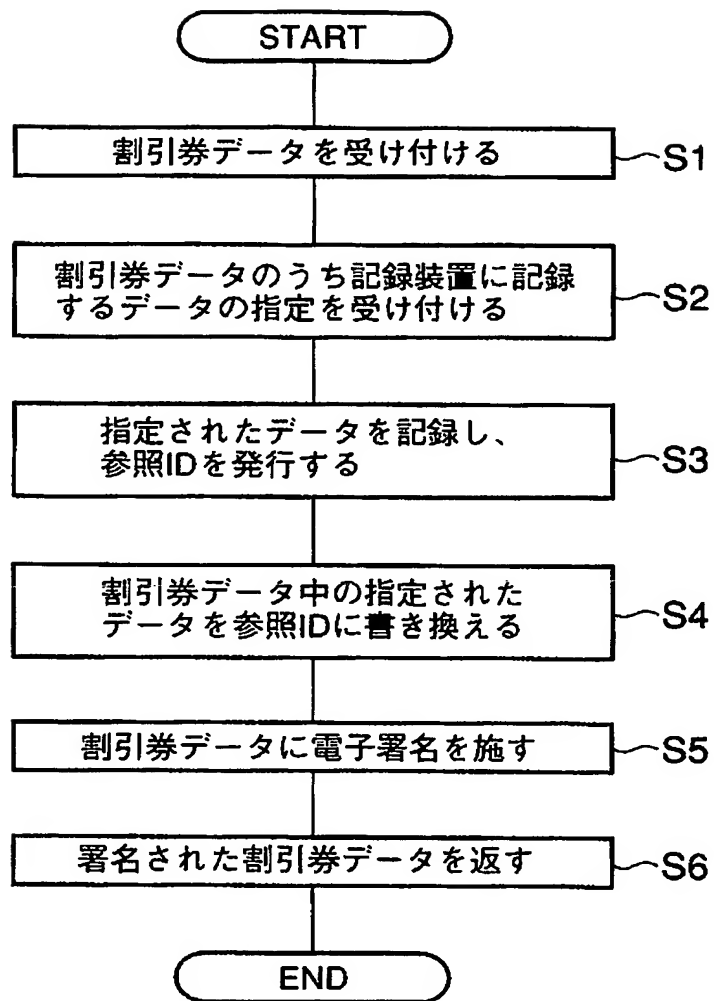 START
割引券データを受け付ける
S1
割引券データのうち記録装置に記録
するデータの指定を受け付ける
S2
指定されたデータを記録し、
参照IDを発行する
S3
割引券データ中の指定された
データを参照IDに書き換える
S4
割引券データに電子署名を施す
S5
署名された割引券データを返す
S6
END